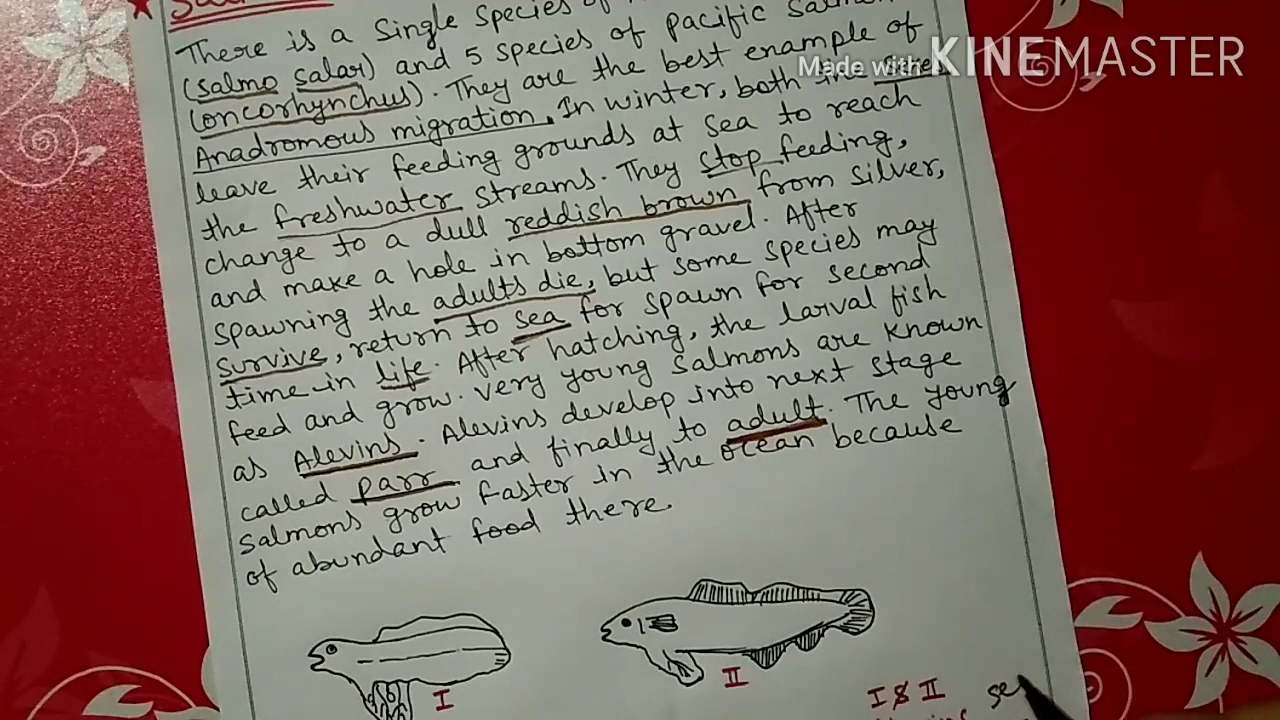 There is a single species of
(Salmo salar) and 5 species of pacific salmon
(oncorhynchus). They are the best example of
Anadromous migration. In winter, both the
leave their feeding grounds at sea to reach
the freshwater streams. They stop feeding,
change to a dull reddish brown from silver,
and make a hole in bottom gravel. After
spawning the adults die, but some species may
survive, return to sea for spawn for second
time in life. After hatching, the larval fish
feed and grow. Very young salmons are known
as Alevins. Alevins develop into next stage
called parr and finally to adult. The young
salmons grow faster in the ocean because
of abundant food there.
I
II
I & II
Made with KINEMASTER